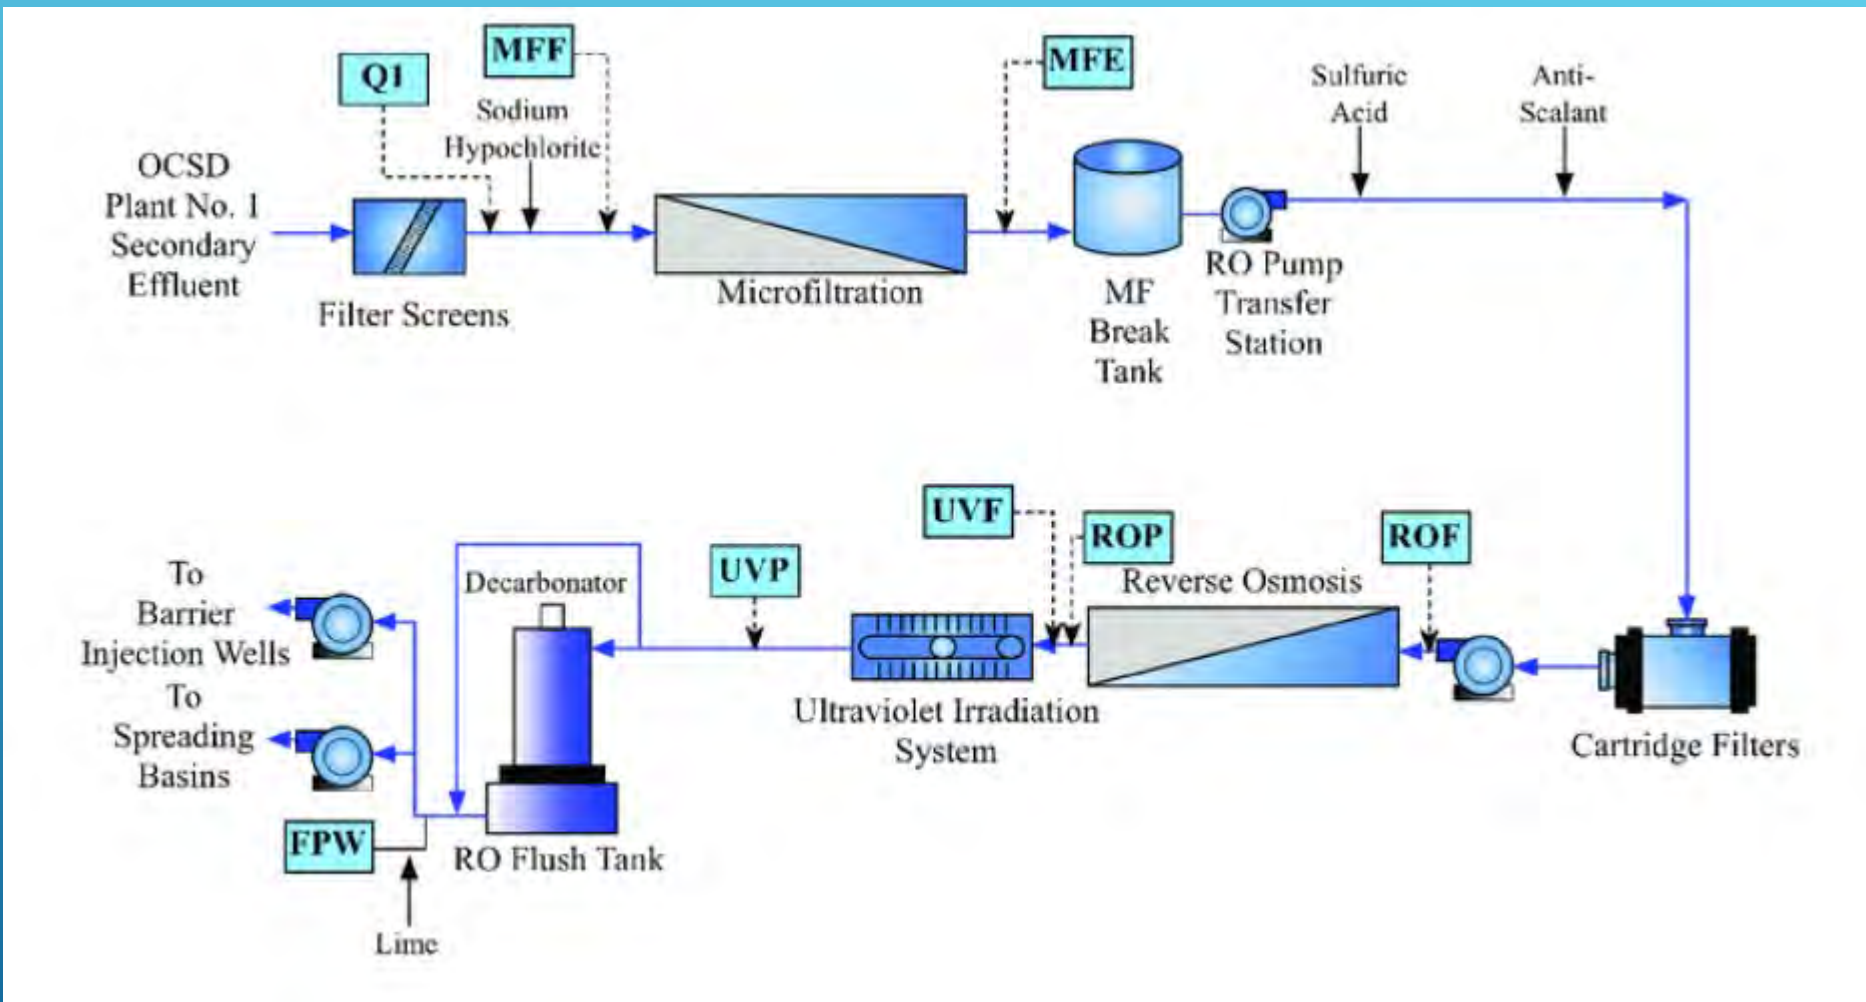 Q1
MFF
MFE
Sodium
Hypochlorite
Sulfuric
Acid
Anti-
Scalant
OCSD
Plant No. 1
Secondary
Effluent
Filter Screens
Microfiltration
MF
Break
Tank
RO Pump
Transfer
Station
UVF
ROP
ROF
UVP
Reverse Osmosis
Decarbonator
To
Barrier
Injection Wells
To
Spreading
Basins
Ultraviolet Irradiation
System
Cartridge Filters
FPW
RO Flush Tank
Lime